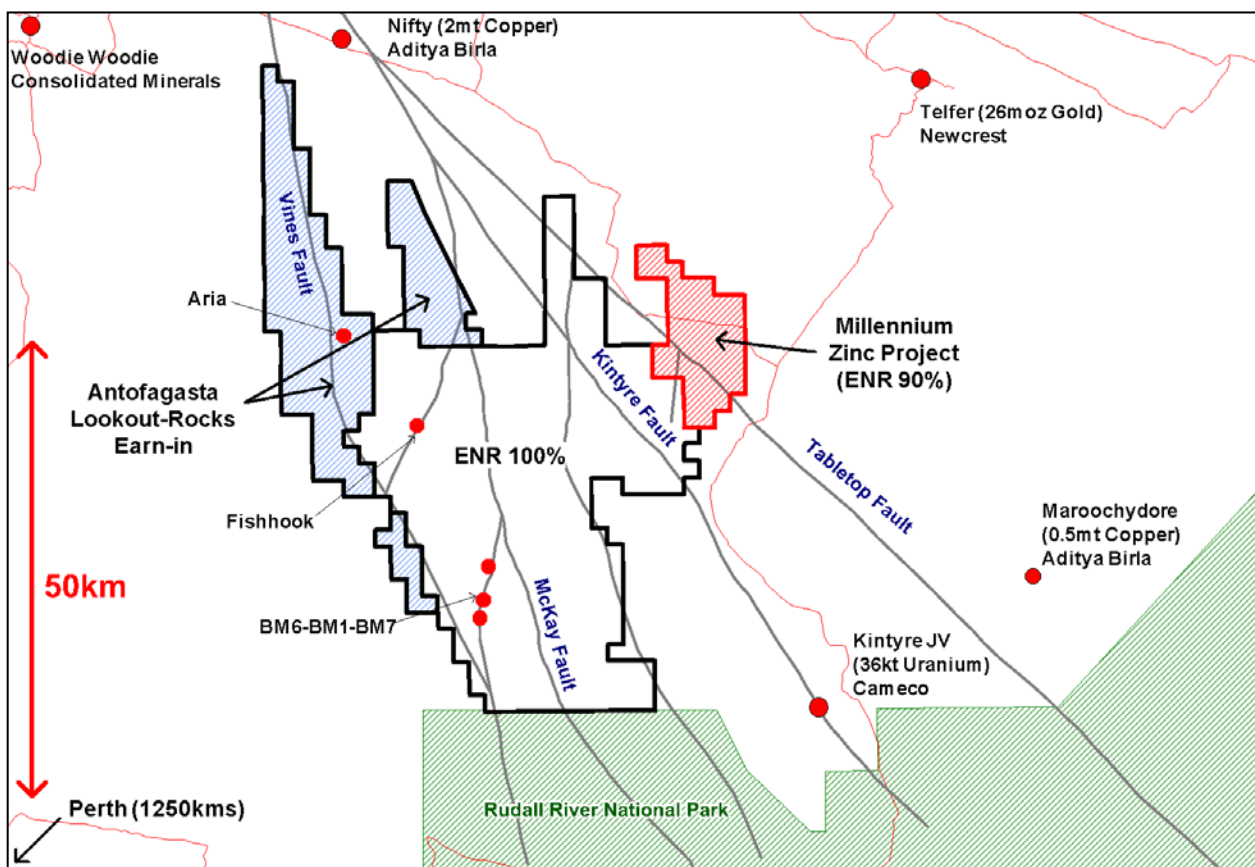 Woodie Woodie
Consolidated Minerals
Nifty (2mt Copper)
Aditya Birla
Telfer (26moz Gold)
Newcrest
Vines Fault
Aria
Antofagasta
Lookout-Rocks
Earn-in
Kintyre Fault
Millennium
Zinc Project
(ENR 90%)
ENR 100%
Tabletop Fault
Fishhook
Maroochydore
(0.5mt Copper)
Aditya Birla
50km
BM6-BM1-BM7
McKay Fault
Kintyre JV
(36kt Uranium)
Cameco
Perth (1250kms)
Rudall River National Park